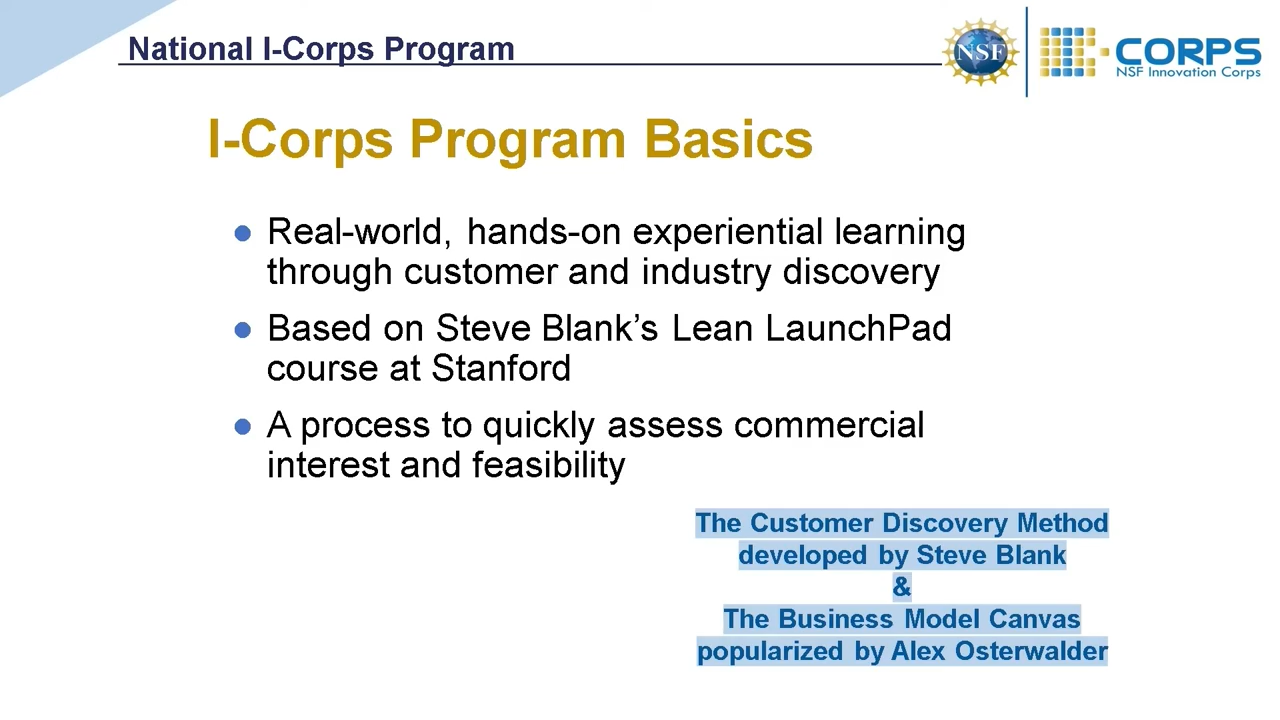 National I-Corps Program
NSF
CORPS
NSF Innovation Corps
I-Corps Program Basics
Real-world, hands-on experiential learning
through customer and industry discovery
Based on Steve Blank’s Lean LaunchPad
course at Stanford
A process to quickly assess commercial
interest and feasibility
The Customer Discovery Method
developed by Steve Blank
&
The Business Model Canvas
popularized by Alex Osterwalder